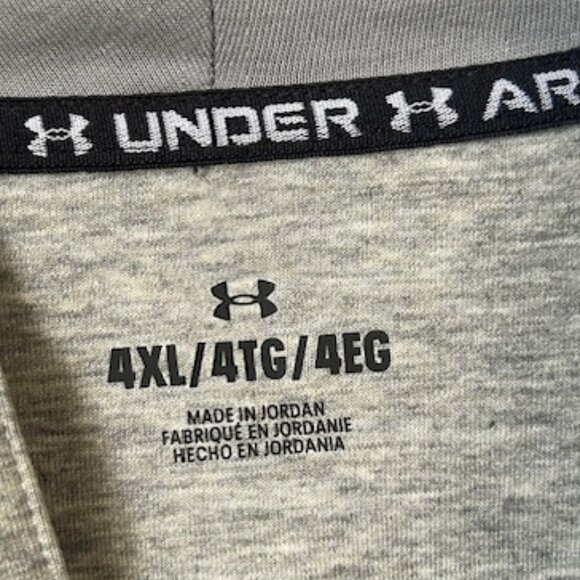 UNDER AR
4XL/4TG/4EG
MADE IN JORDAN
FABRIQUÉ EN JORDANIE
HECHO EN JORDANIA